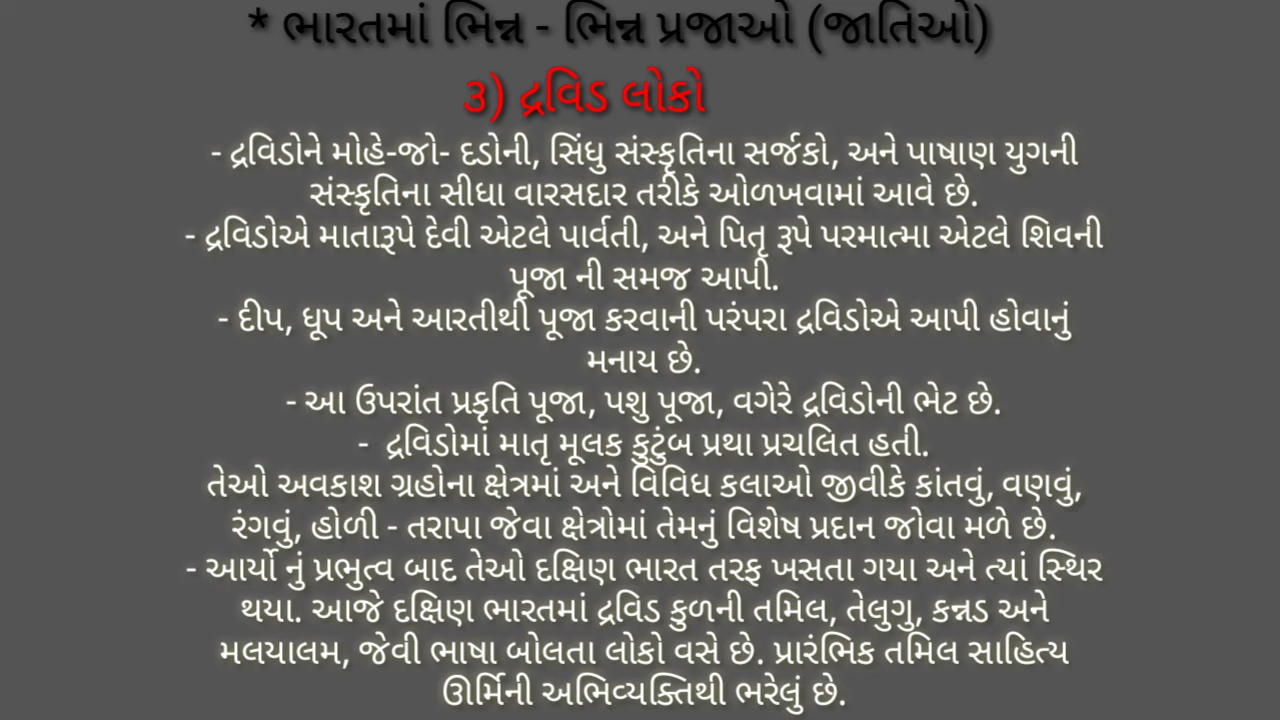 * ભારતમાં ભિન્ન - ભિન્ન પ્રજાઓ (જાતિઓ)
૩) દ્રવિડ લોકો
- દ્રવિડોને મોહે-જો- દડોની, સિંધુ સંસ્કૃતિના સર્જકો, અને પાષાણ યુગની
સંસ્કૃતિના સીધા વારસદાર તરીકે ઓળખવામાં આવે છે.
- દ્રવિડોએ માતારૂપે દેવી એટલે પાર્વતી, અને પિતૃ રૂપે પરમાત્મા એટલે શિવની
પૂજા ની સમજ આપી.
- દીપ, ધૂપ અને આરતીથી પૂજા કરવાની પરંપરા દ્રવિડોએ આપી હોવાનું
મનાય છે.
- આ ઉપરાંત પ્રકૃતિ પૂજા, પશુ પૂજા, વગેરે દ્રવિડોની ભેટ છે.
- દ્રવિડોમાં માતૃ મૂલક કુટુંબ પ્રથા પ્રચલિત હતી.
તેઓ અવકાશ ગ્રહોના ક્ષેત્રમાં અને વિવિધ કલાઓ જીવીકે કાંતવું, વણવું,
રંગવું, હોળી - તરાપા જેવા ક્ષેત્રોમાં તેમનું વિશેષ પ્રદાન જોવા મળે છે.
- આર્યો નું પ્રભુત્વ બાદ તેઓ દક્ષિણ ભારત તરફ ખસતા ગયા અને ત્યાં સ્થિર
થયા. આજે દક્ષિણ ભારતમાં દ્રવિડ કુળની તમિલ, તેલુગુ, કન્નડ અને
મલયાલમ, જેવી ભાષા બોલતા લોકો વસે છે. પ્રારંભિક તમિલ સાહિત્ય
ઊર્મિની અભિવ્યક્તિથી ભરેલું છે.